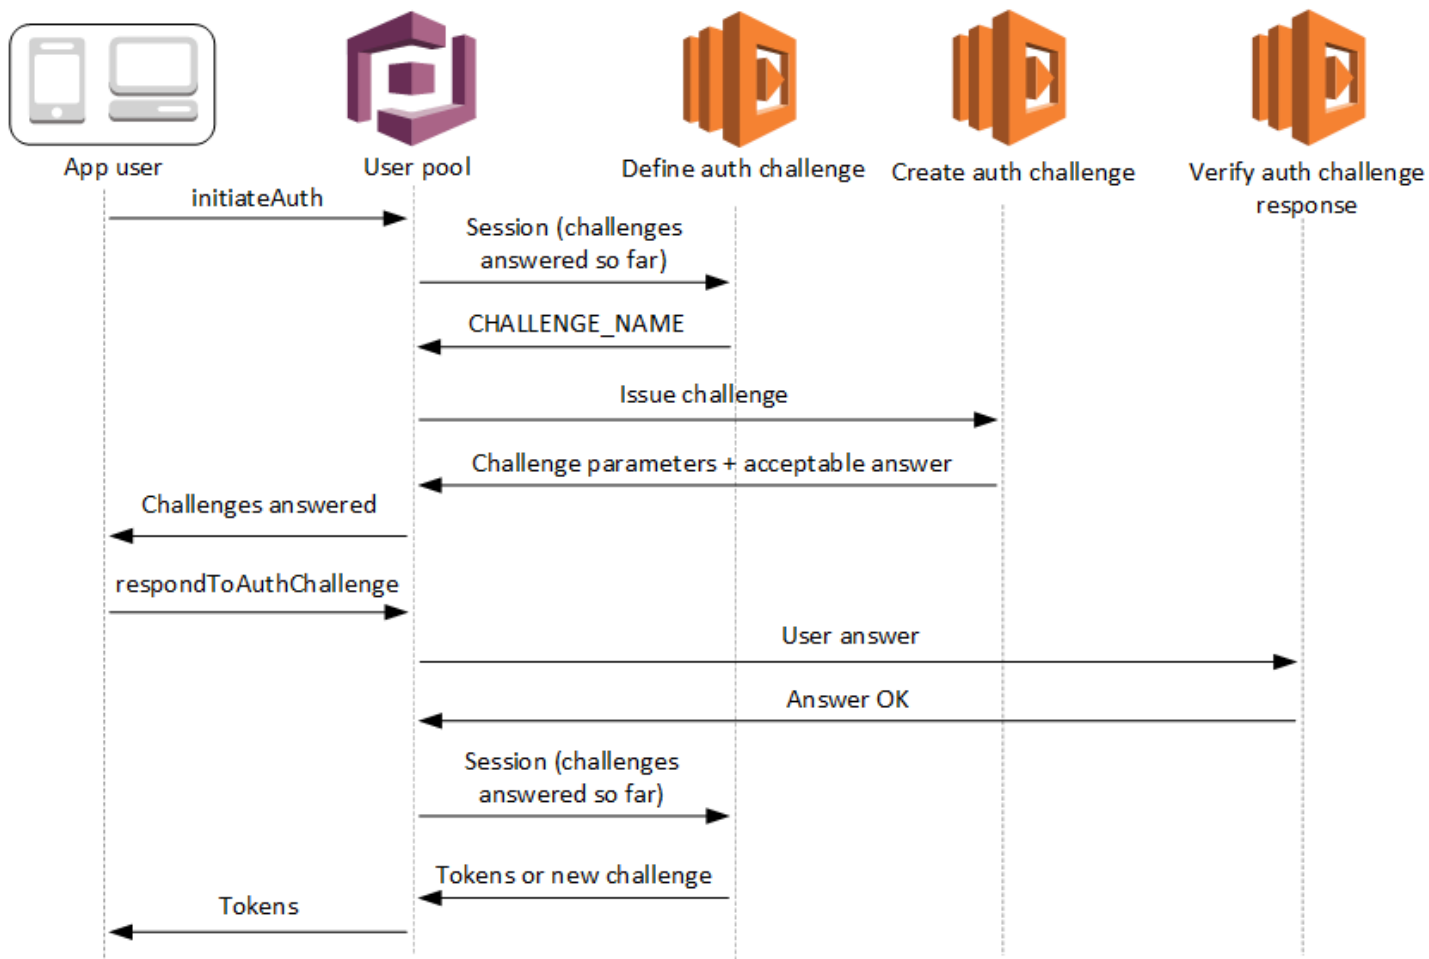 App user
User pool
Define auth challenge
Create auth challenge
Verify auth challenge
response
initiateAuth
Session (challenges
answered so far)
CHALLENGE_NAME
Issue challenge
Challenge parameters + acceptable answer
Challenges answered
respondToAuthChallenge
User answer
Answer OK
Session (challenges
answered so far)
Tokens or new challenge
Tokens